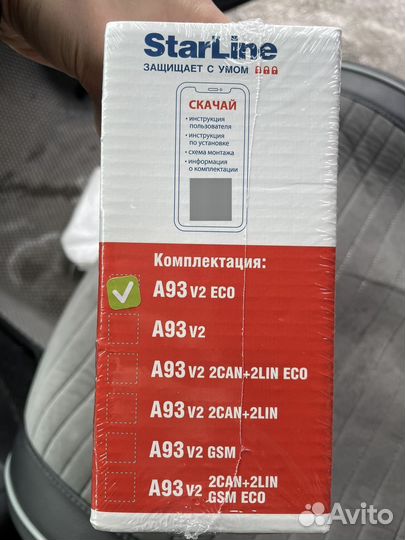 StarLine
ЗАЩИЩАЕТ С УМОМ
СКАЧАЙ
• инструкция
пользователя
• инструкция
по установке
• схема монтажа
• информация
о комплектации
Комплектация:
A93 V2 ECO
A93 V2
A93 V2 2CAN+2LIN ECO
A93 V2 2CAN+2LIN
A93 V2 GSM
A93 V2 2CAN+2LIN
GSM ECO
Avito